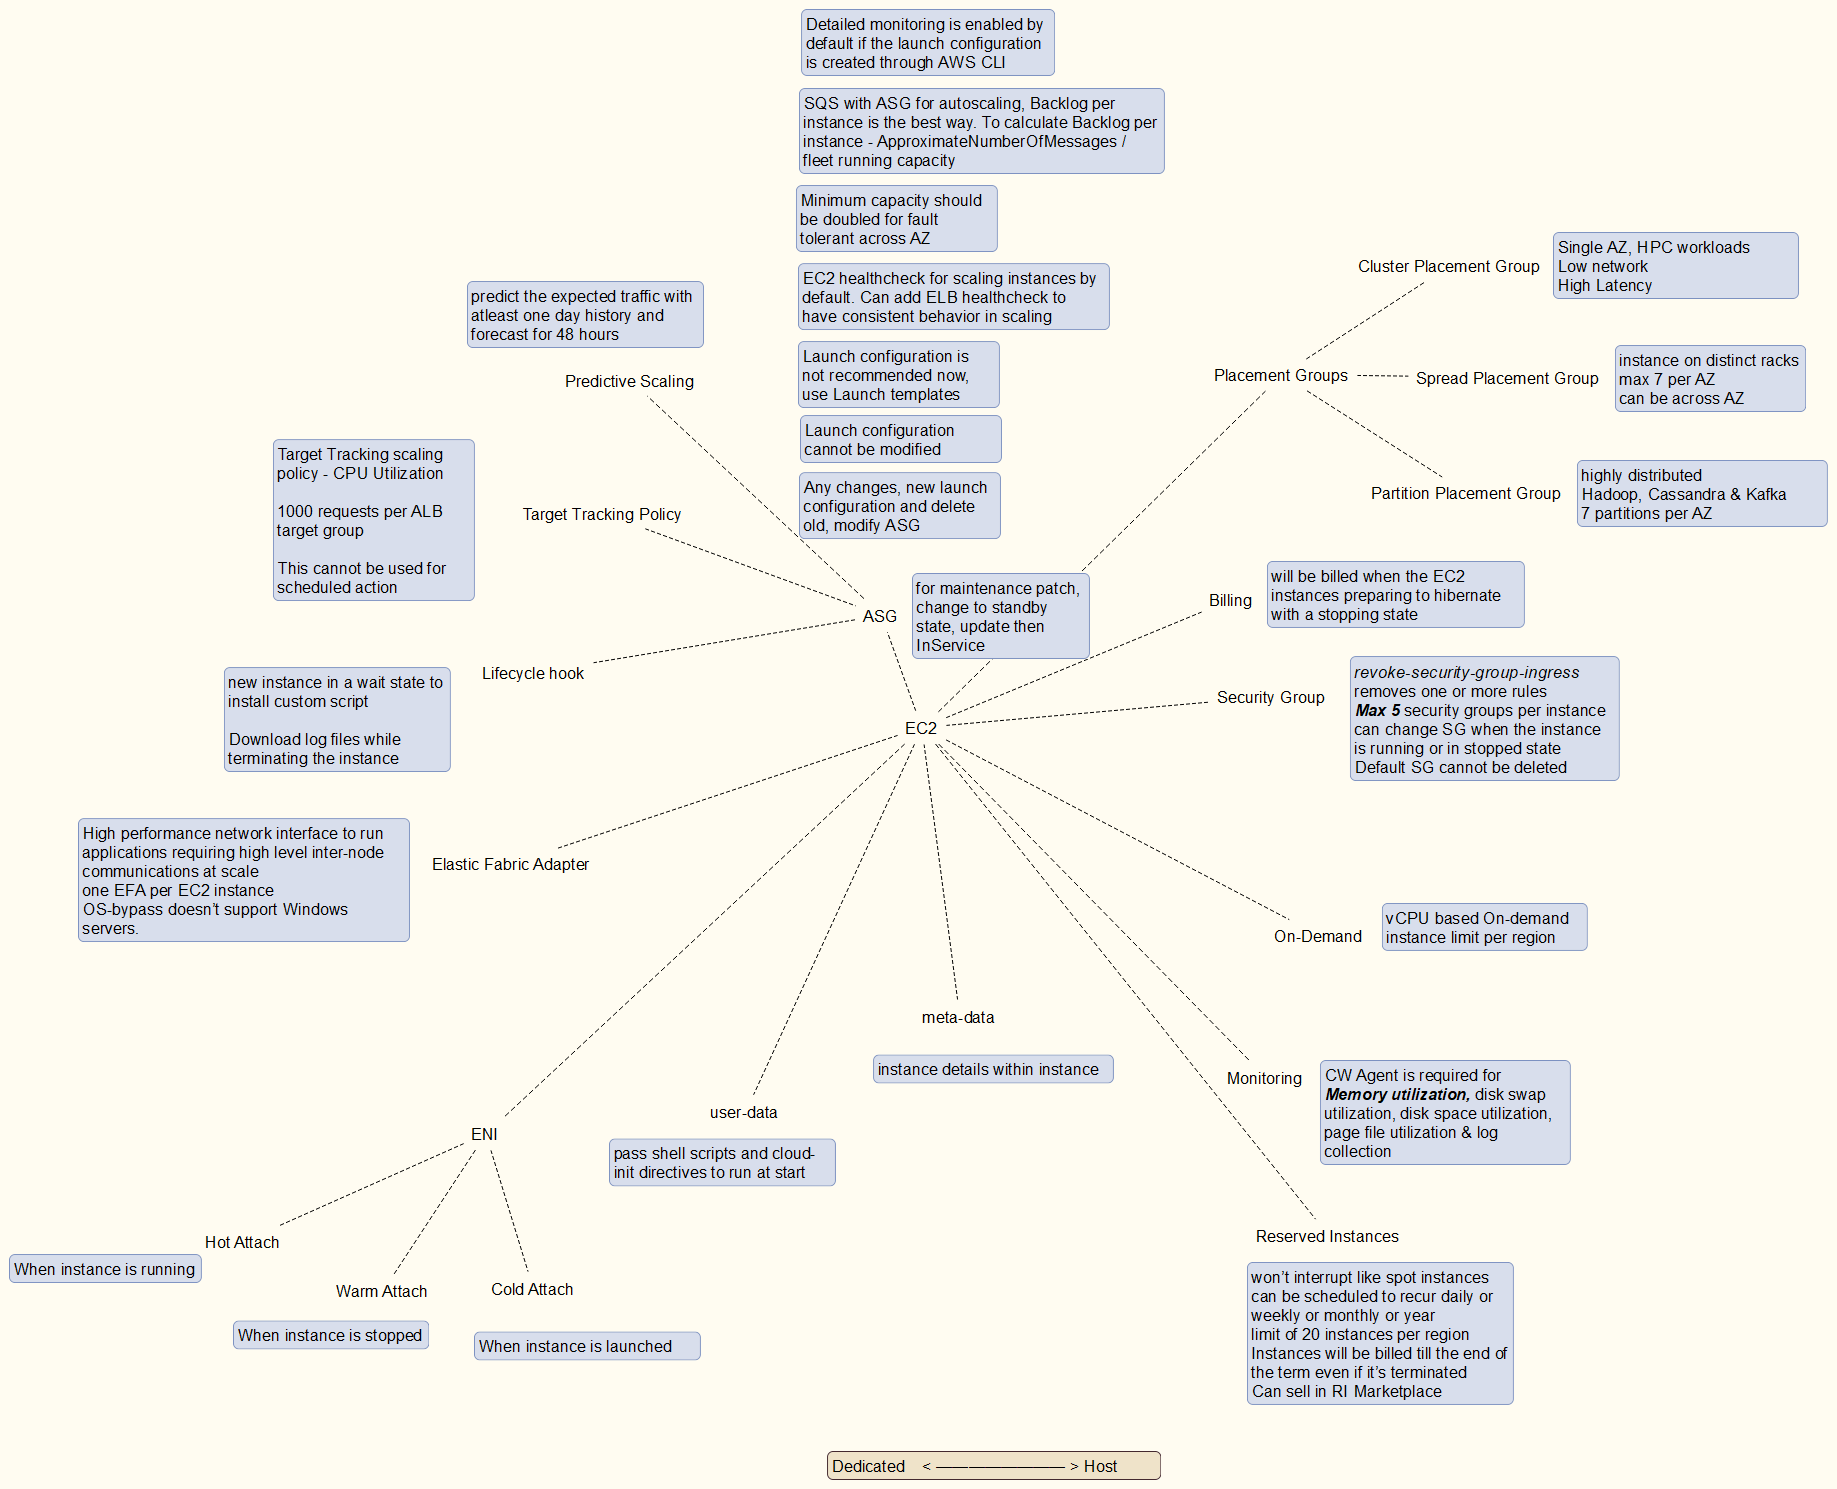 Detailed monitoring is enabled by
default if the launch configuration
is created through AWS CLI
SQS with ASG for autoscaling, Backlog per
instance is the best way. To calculate Backlog per
instance - ApproximateNumberOfMessages /
fleet running capacity
Minimum capacity should
be doubled for fault
tolerant across AZ
EC2 healthcheck for scaling instances by
default. Can add ELB healthcheck to
have consistent behavior in scaling
Launch configuration is
not recommended now,
use Launch templates
Launch configuration
cannot be modified
Any changes, new launch
configuration and delete
old, modify ASG
predict the expected traffic with
atleast one day history and
forecast for 48 hours
Predictive Scaling
Target Tracking scaling
policy - CPU Utilization
1000 requests per ALB
target group
This cannot be used for
scheduled action
Target Tracking Policy
ASG
for maintenance patch,
change to standby
state, update then
InService
Lifecycle hook
new instance in a wait state to
install custom script
Download log files while
terminating the instance
Cluster Placement Group
Single AZ, HPC workloads
Low network
High Latency
Placement Groups
Spread Placement Group
instance on distinct racks
max 7 per AZ
can be across AZ
Partition Placement Group
highly distributed
Hadoop, Cassandra & Kafka
7 partitions per AZ
Billing
will be billed when the EC2
instances preparing to hibernate
with a stopping state
Security Group
revoke-security-group-ingress
removes one or more rules
Max 5 security groups per instance
can change SG when the instance
is running or in stopped state
Default SG cannot be deleted
EC2
High performance network interface to run
applications requiring high level inter-node
communications at scale
one EFA per EC2 instance
OS-bypass doesn't support Windows
servers.
Elastic Fabric Adapter
On-Demand
vCPU based On-demand
instance limit per region
meta-data
instance details within instance
Monitoring
CW Agent is required for
Memory utilization, disk swap
utilization, disk space utilization,
page file utilization & log
collection
user-data
pass shell scripts and cloud-
init directives to run at start
ENI
Hot Attach
When instance is running
Warm Attach
When instance is stopped
Cold Attach
When instance is launched
Reserved Instances
won't interrupt like spot instances
can be scheduled to recur daily or
weekly or monthly or year
limit of 20 instances per region
Instances will be billed till the end of
the term even if it's terminated
Can sell in RI Marketplace
Dedicated < ———————— > Host